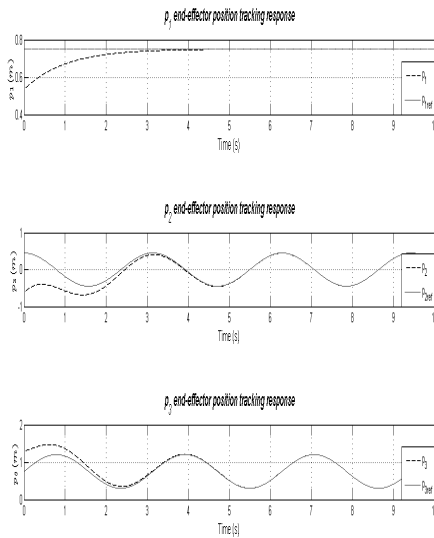 p1 end-effector position tracking response
0.8
0.6
0.4
p1 (m)
0 1 2 3 4 5 6 7 8 9 10
Time (s)
p1
p1ref
p2 end-effector position tracking response
1
0
-1
p2 (m)
0 1 2 3 4 5 6 7 8 9 10
Time (s)
p2
p2ref
p3 end-effector position tracking response
2
1
0
p3 (m)
0 1 2 3 4 5 6 7 8 9 10
Time (s)
p3
p3ref